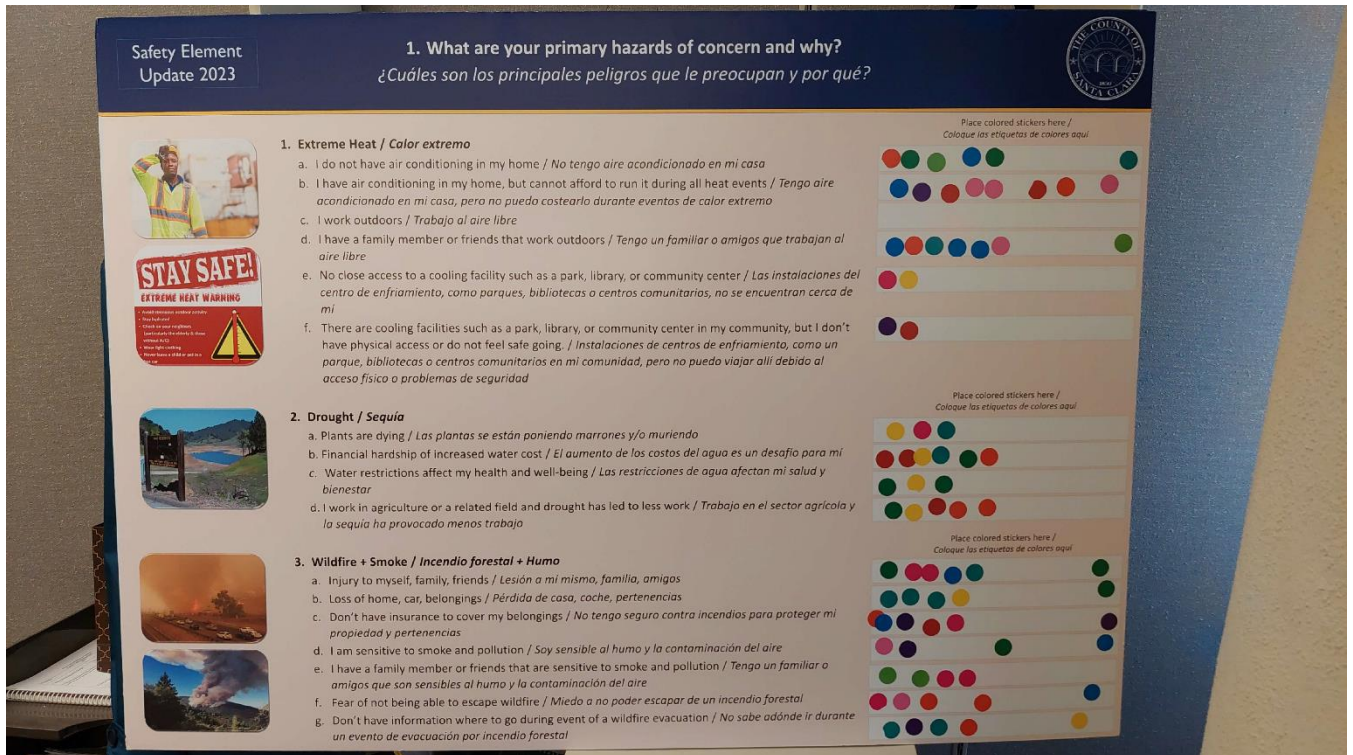 Safety Element
Update 2023
1. What are your primary hazards of concern and why?
¿Cuáles son los principales peligros que le preocupan y por qué?
THE COUNTY OF
SANTA CLARA
Place colored stickers here /
Coloque las etiquetas de colores aquí
1. Extreme Heat / Calor extremo
a. I do not have air conditioning in my home / No tengo aire acondicionado en mi casa
b. I have air conditioning in my home, but cannot afford to run it during all heat events / Tengo aire
acondicionado en mi casa, pero no puedo costearlo durante eventos de calor extremo
c. I work outdoors / Trabajo al aire libre
d. I have a family member or friends that work outdoors / Tengo un familiar o amigos que trabajan al
aire libre
e. No close access to a cooling facility such as a park, library, or community center / Las instalaciones del
centro de enfriamiento, como parques, bibliotecas o centros comunitarios, no se encuentran cerca de
mi
f. There are cooling facilities such as a park, library, or community center in my community, but I don't
have physical access or do not feel safe going. / Instalaciones de centros de enfriamiento, como un
parque, bibliotecas o centros comunitarios en mi comunidad, pero no puedo viajar allí debido al
acceso físico o problemas de seguridad
STAY SAFE!
EXTREME HEAT WARNING
Place colored stickers here /
Coloque las etiquetas de colores aquí
2. Drought / Sequía
a. Plants are dying / Las plantas se están poniendo marrones y/o muriendo
b. Financial hardship of increased water cost / El aumento de los costos del agua es un desafío para mí
c. Water restrictions affect my health and well-being / Las restricciones de agua afectan mi salud y
bienestar
d. I work in agriculture or a related field and drought has led to less work / Trabajo en el sector agrícola y
la sequía ha provocado menos trabajo
Place colored stickers here /
Coloque las etiquetas de colores aquí
3. Wildfire + Smoke / Incendio forestal + Humo
a. Injury to myself, family, friends / Lesión a mi mismo, familia, amigos
b. Loss of home, car, belongings / Pérdida de casa, coche, pertenencias
c. Don't have insurance to cover my belongings / No tengo seguro contra incendios para proteger mi
propiedad y pertenencias
d. I am sensitive to smoke and pollution / Soy sensible al humo y la contaminación del aire
e. I have a family member or friends that are sensitive to smoke and pollution / Tengo un familiar o
amigos que son sensibles al humo y la contaminación del aire
f. Fear of not being able to escape wildfire / Miedo a no poder escapar de un incendio forestal
g. Don't have information where to go during event of a wildfire evacuation / No sabe adónde ir durante
un evento de evacuación por incendio forestal